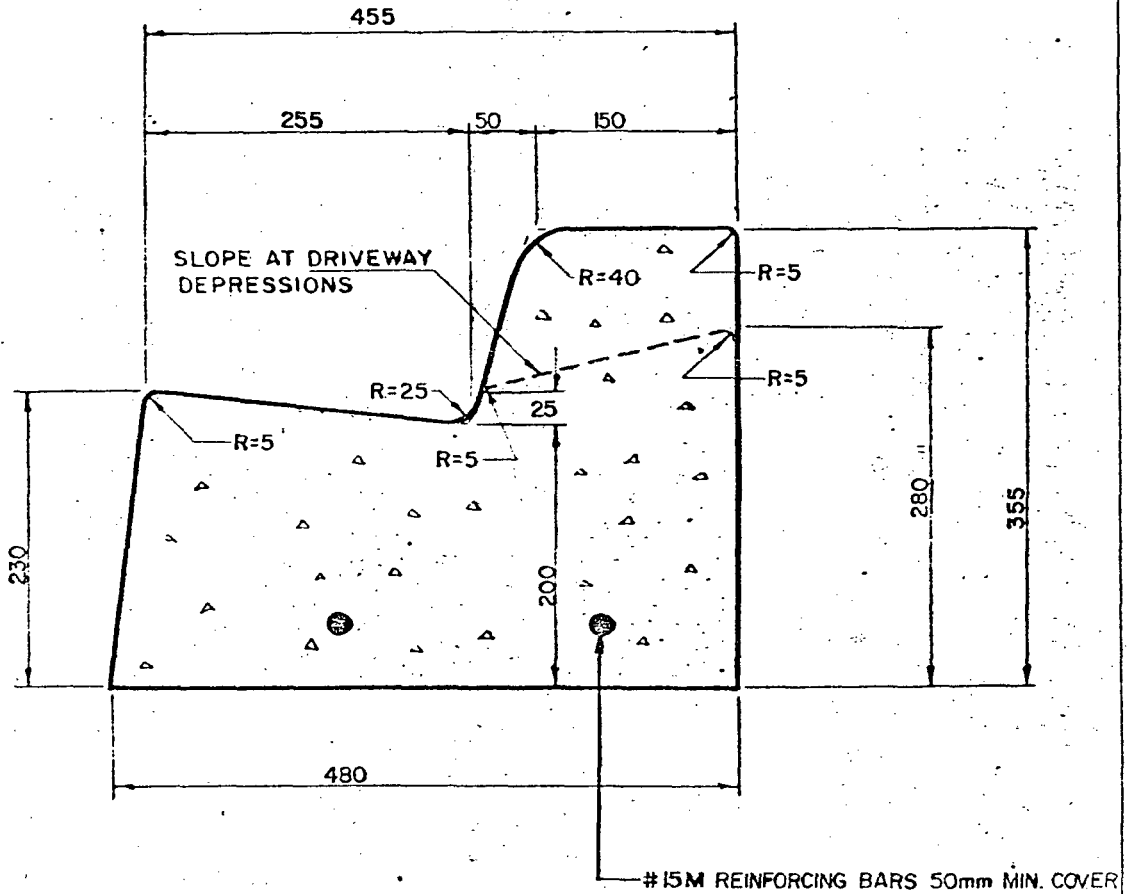 455
255
50
150
SLOPE AT DRIVEWAY
DEPRESSIONS
R=40
R=5
R=5
R=25
25
R=5
R=5
230
200
280
355
480
#15M REINFORCING BARS 50mm MIN. COVER